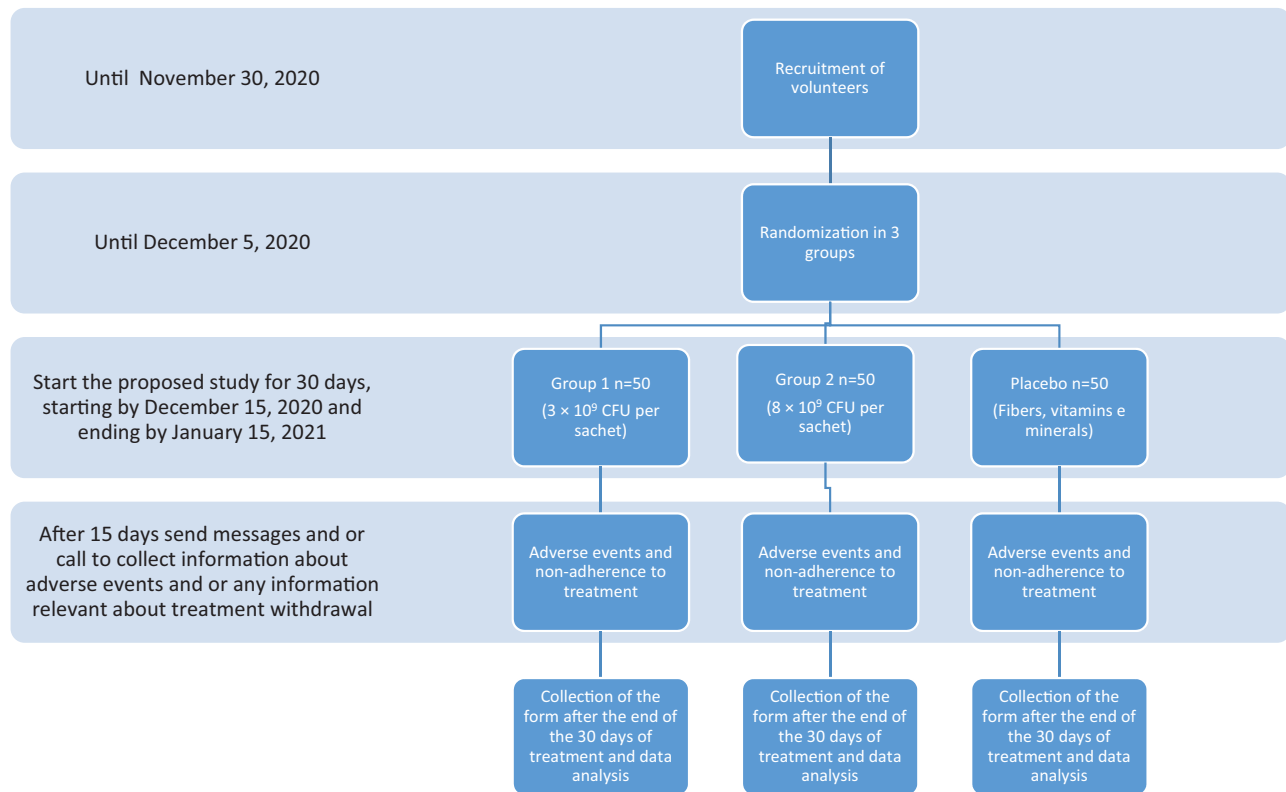 Until November 30, 2020
Recruitment of
volunteers
Until December 5, 2020
Randomization in 3
groups
Start the proposed study for 30 days,
starting by December 15, 2020 and
ending by January 15, 2021
Group 1 n=50
(3 × 10⁹ CFU per
sachet)
Group 2 n=50
(8 × 10⁹ CFU per
sachet)
Placebo n=50
(Fibers, vitamins e
minerals)
After 15 days send messages and or
call to collect information about
adverse events and or any information
relevant about treatment withdrawal
Adverse events and
non-adherence to
treatment
Adverse events and
non-adherence to
treatment
Adverse events and
non-adherence to
treatment
Collection of the
form after the end of
the 30 days of
treatment and data
analysis
Collection of the
form after the end of
the 30 days of
treatment and data
analysis
Collection of the
form after the end of
the 30 days of
treatment and data
analysis